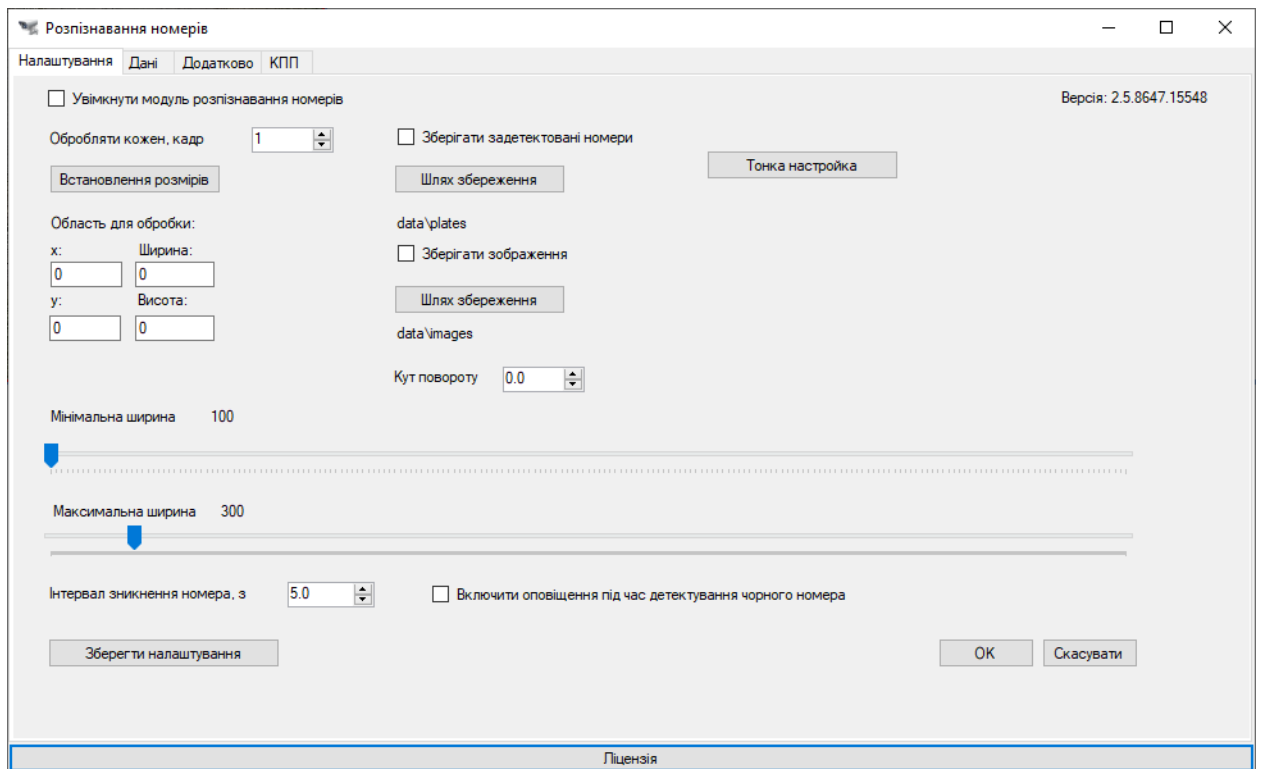 Розпізнавання номерів
Налаштування Дані Додатково КПП
Увімкнути модуль розпізнавання номерів Версія: 2.5.8647.15548
Обробляти кожен, кадр 1 Зберігати задетектовані номери
Тонка настройка
Встановлення розмірів Шлях збереження
Область для обробки: data\plates
x: Ширина: Зберігати зображення
0 0
y: Висота: Шлях збереження
0 0 data\images
Кут повороту 0.0
Мінімальна ширина 100
Максимальна ширина 300
Інтервал зникнення номера, з 5.0 Включити оповіщення під час детектування чорного номера
Зберегти налаштування OK Скасувати
Ліцензія